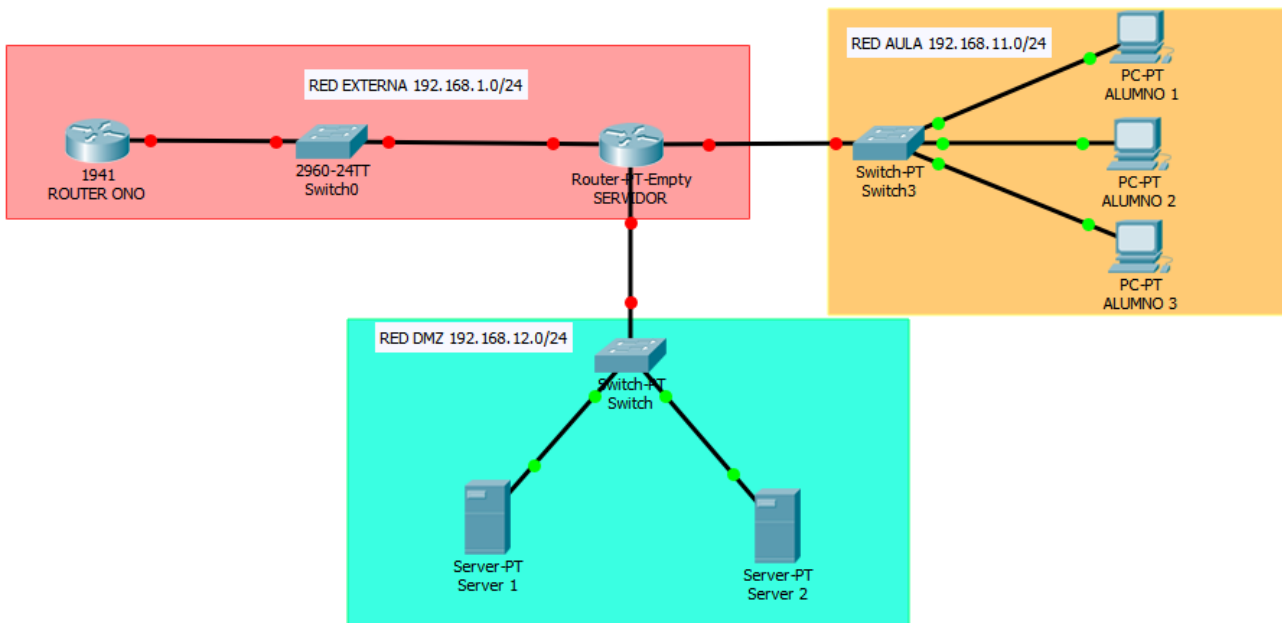 RED EXTERNA 192.168.1.0/24
1941
ROUTER ONO
2960-24TT
Switch0
Router-PT-Empty
SERVIDOR
RED AULA 192.168.11.0/24
Switch-PT
Switch3
PC-PT
ALUMNO 1
PC-PT
ALUMNO 2
PC-PT
ALUMNO 3
RED DMZ 192.168.12.0/24
Switch-PT
Switch
Server-PT
Server 1
Server-PT
Server 2